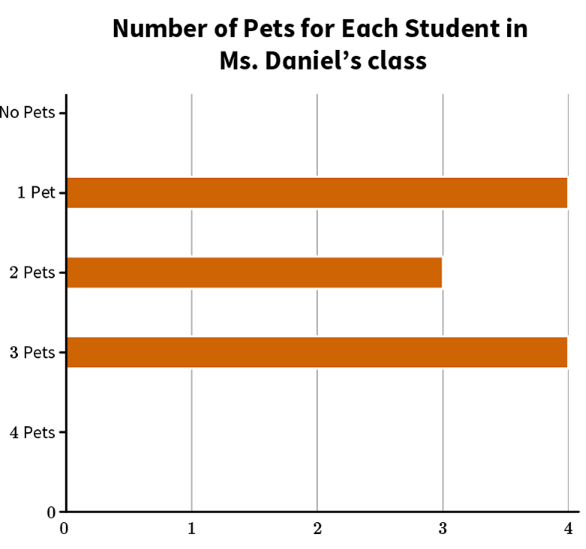 Number of Pets for Each Student in
Ms. Daniel’s class
No Pets
1 Pet
2 Pets
3 Pets
4 Pets
0
0 1 2 3 4